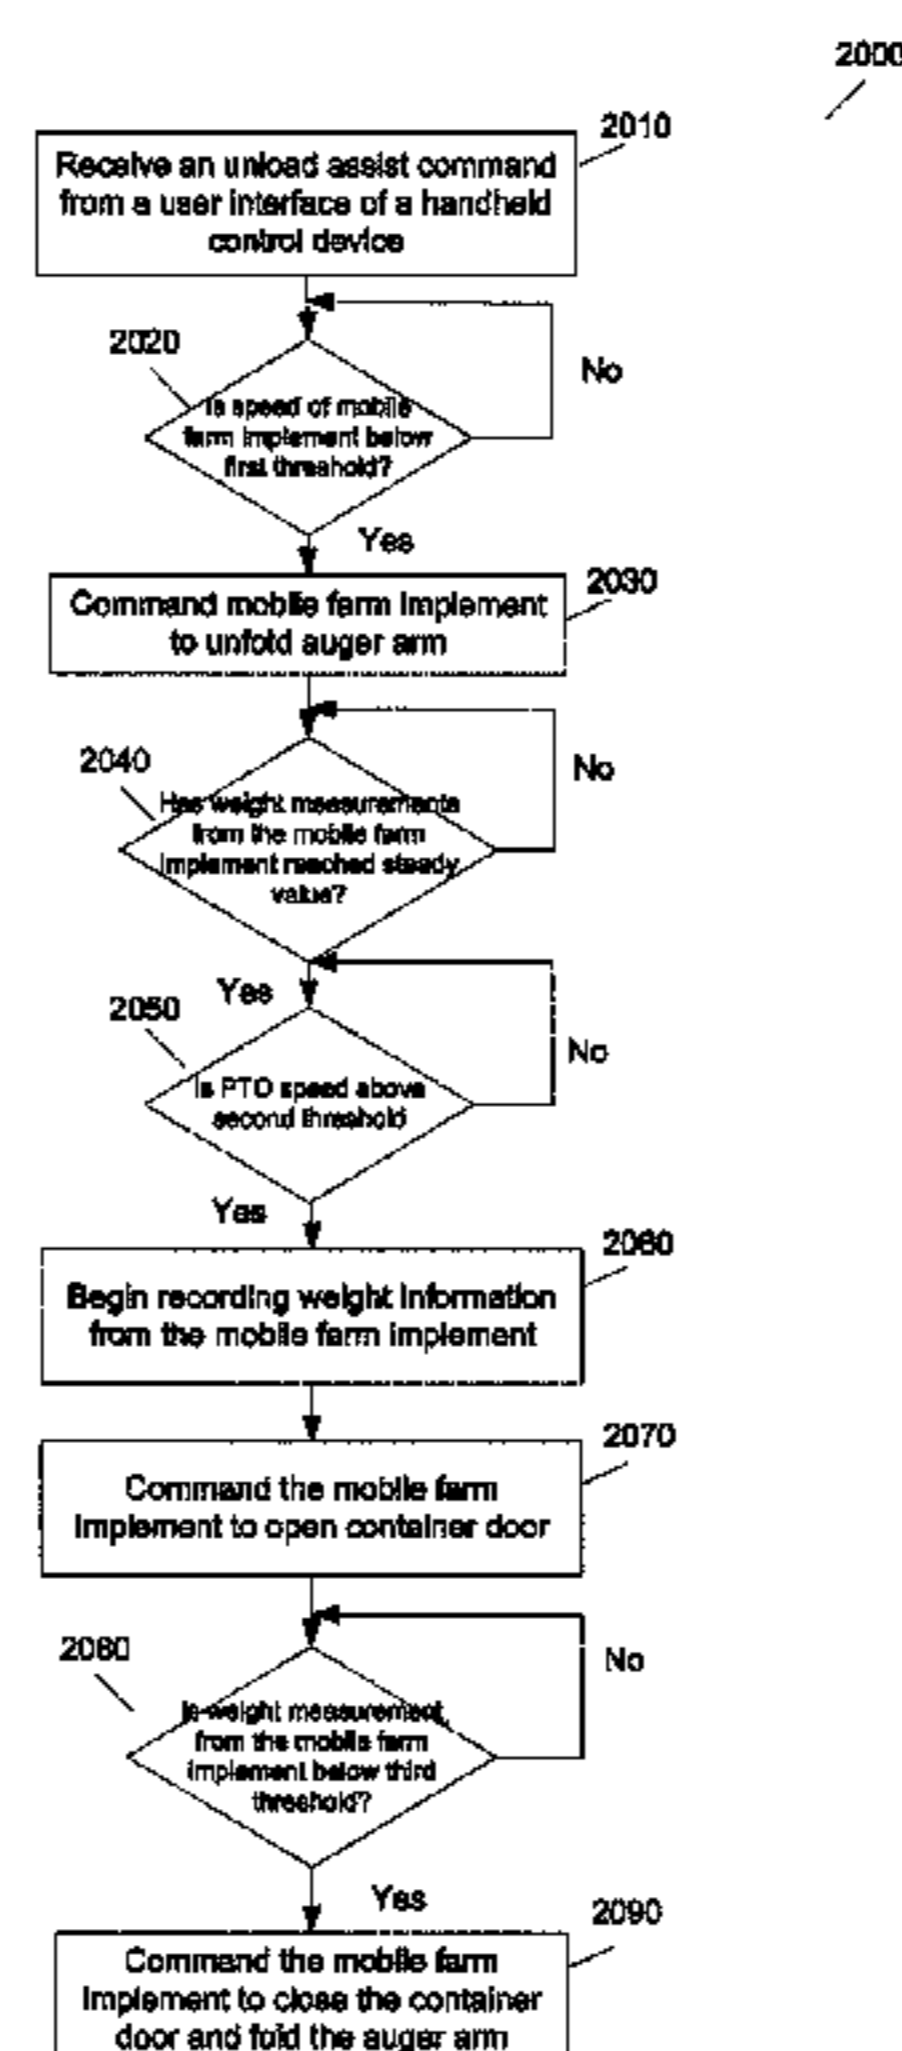 2000
2010
Receive an unload assist command
from a user interface of a handheld
control device
2020
No
Is speed of mobile
farm implement below
first threshold?
Yes
2030
Command mobile farm implement
to unfold auger arm
2040
No
Has weight measurements
from the mobile farm
implement reached steady
value?
Yes
2050
No
Is PTO speed above
second threshold
Yes
2060
Begin recording weight information
from the mobile farm implement
2070
Command the mobile farm
implement to open container door
2080
No
Is weight measurement
from the mobile farm
implement below third
threshold?
Yes
2090
Command the mobile farm
implement to close the container
door and fold the auger arm